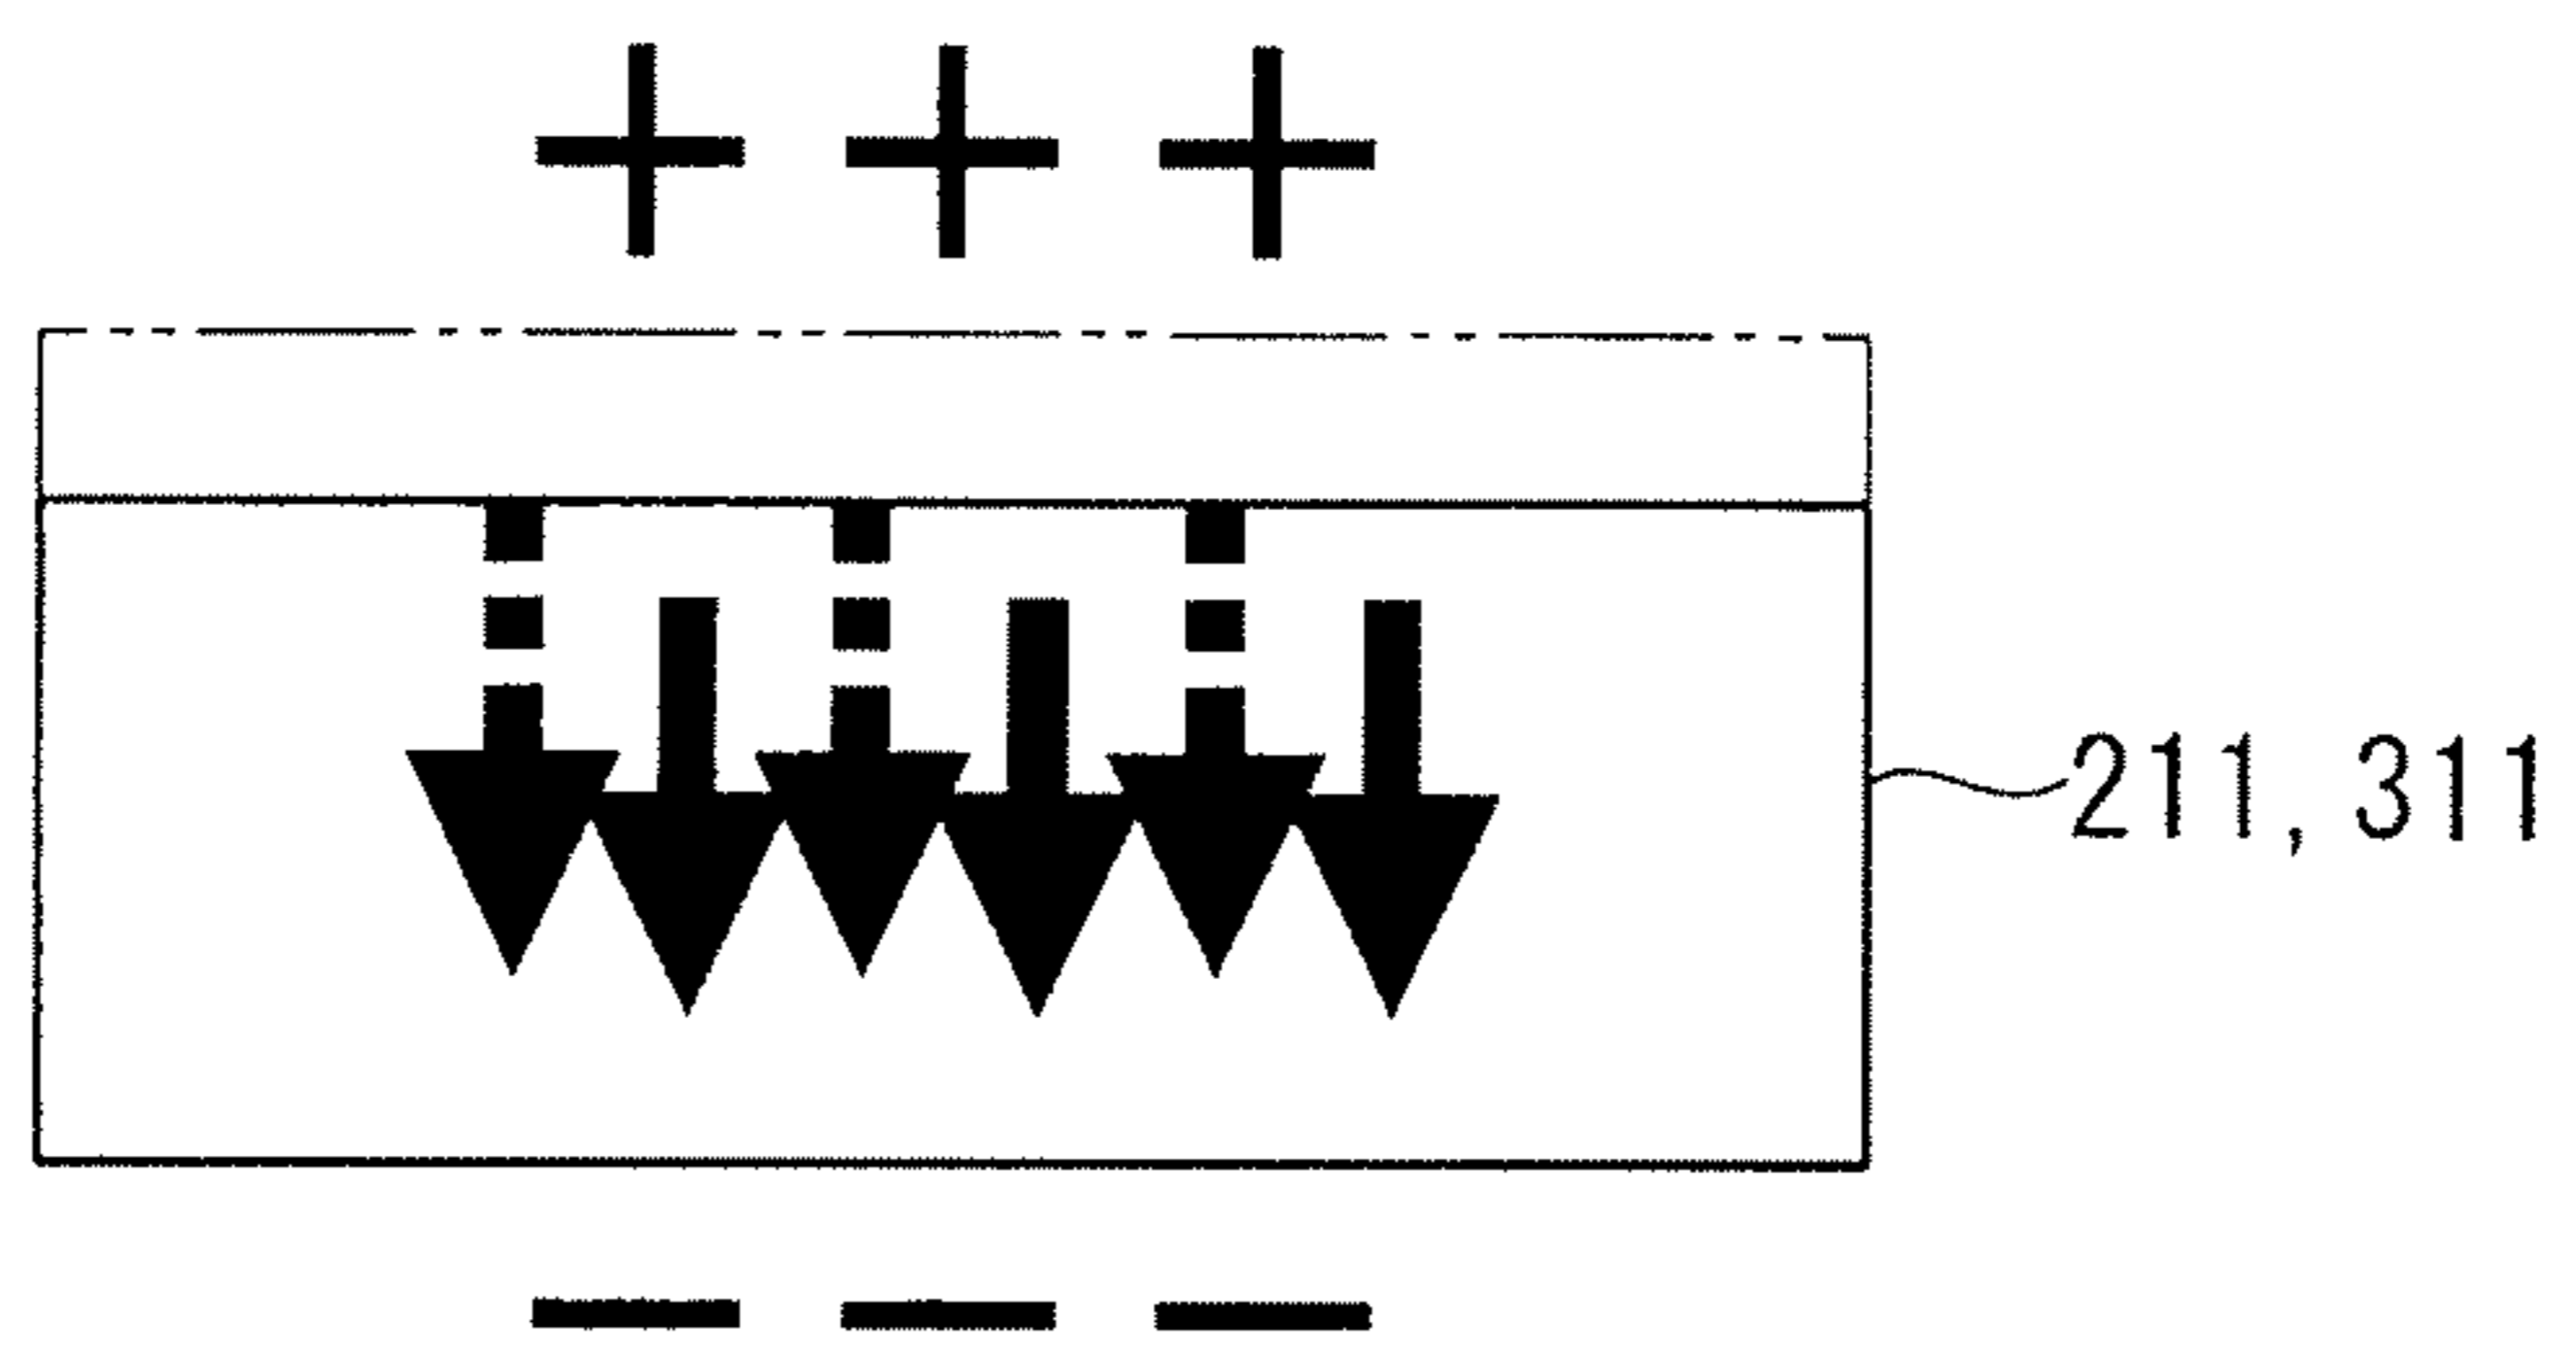 + + +
211, 311
− − −